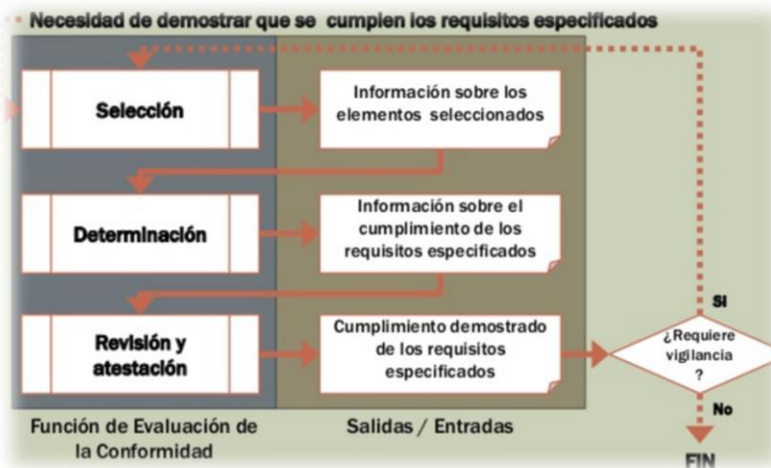 Necesidad de demostrar que se cumplen los requisitos especificados
Selección
Información sobre los
elementos seleccionados
Determinación
Información sobre el
cumplimiento de los
requisitos especificados
Revisión y
atestación
Cumplimiento demostrado
de los requisitos
especificados
¿Requiere
vigilancia
?
SI
No
FIN
Función de Evaluación de
la Conformidad
Salidas / Entradas